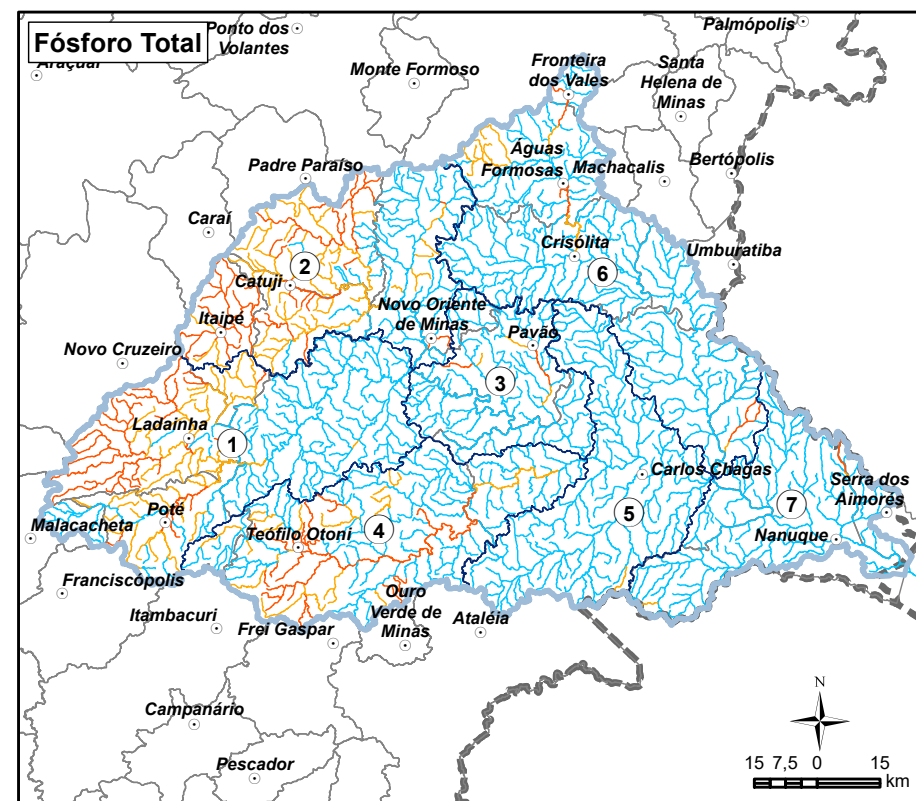 Fósforo Total
Ponto dos
Volantes
Araçuaí
Palmópolis
Monte Formoso
Fronteira
dos Vales
Santa
Helena de
Minas
Padre Paraíso
Águas
Formosas
Machacalis
Bertópolis
Caraí
Crisólita
Umburatiba
2
6
Catuji
Itaipé
Novo Oriente
de Minas
Pavão
Novo Cruzeiro
3
Ladainha
1
Carlos Chagas
Serra dos
Aimorés
Malacacheta
Poté
Teófilo Otoni
4
5
7
Nanuque
Franciscópolis
Itambacuri
Frei Gaspar
Ouro
Verde de
Minas
Ataléia
Campanário
Pescador
N
15 7,5 0 15
km